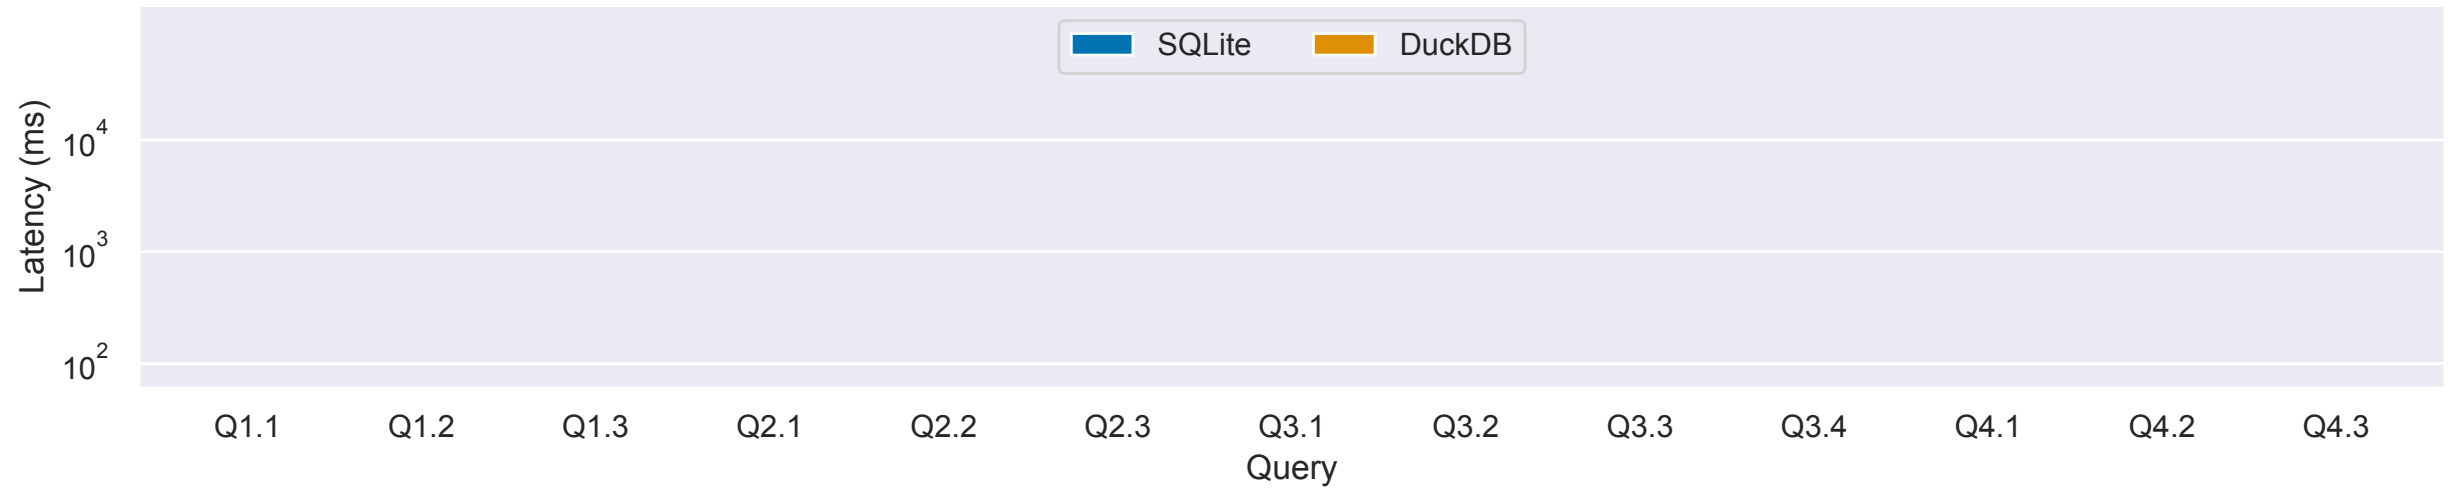 SQLite DuckDB
Latency (ms)
10^4
10^3
10^2
Q1.1 Q1.2 Q1.3 Q2.1 Q2.2 Q2.3 Q3.1 Q3.2 Q3.3 Q3.4 Q4.1 Q4.2 Q4.3
Query